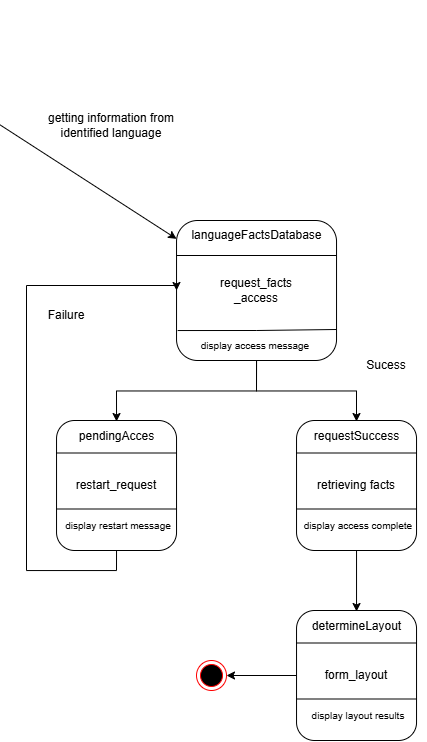 getting information from
identified language
languageFactsDatabase
request_facts
_access
display access message
Failure
Sucess
pendingAcces
restart_request
display restart message
requestSuccess
retrieving facts
display access complete
determineLayout
form_layout
display layout results